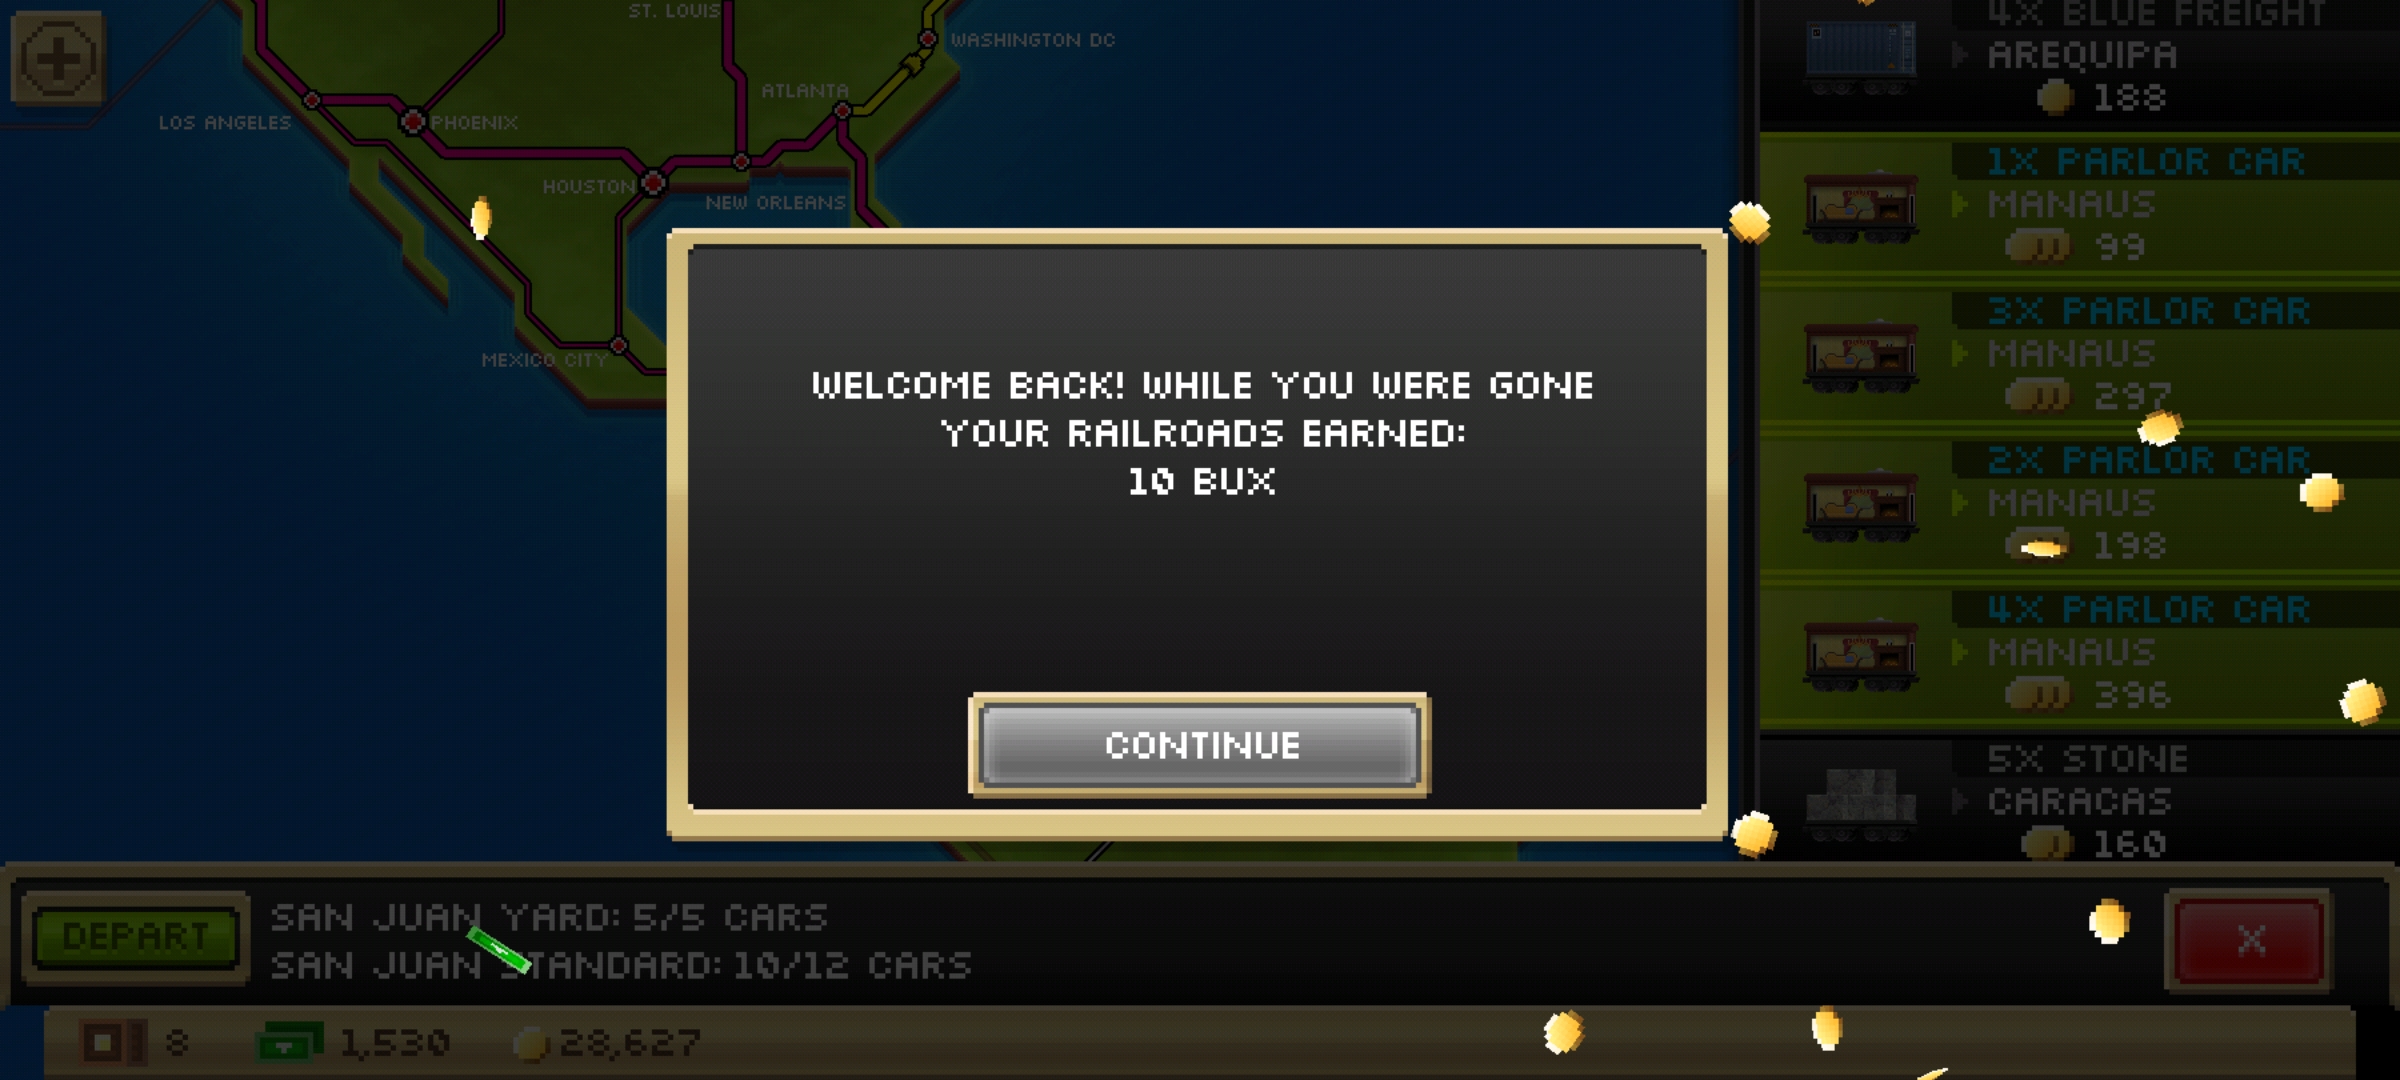 ST. LOUIS
WASHINGTON DC
ATLANTA
LOS ANGELES
PHOENIX
HOUSTON
NEW ORLEANS
MEXICO CITY
4X BLUE FREIGHT
AREQUIPA
188
1X PARLOR CAR
MANAUS
99
3X PARLOR CAR
MANAUS
297
2X PARLOR CAR
MANAUS
198
4X PARLOR CAR
MANAUS
396
5X STONE
CARACAS
160
WELCOME BACK! WHILE YOU WERE GONE
YOUR RAILROADS EARNED:
10 BUX
CONTINUE
DEPART
SAN JUAN YARD: 5/5 CARS
SAN JUAN STANDARD: 10/12 CARS
X
8
1,530
28,627